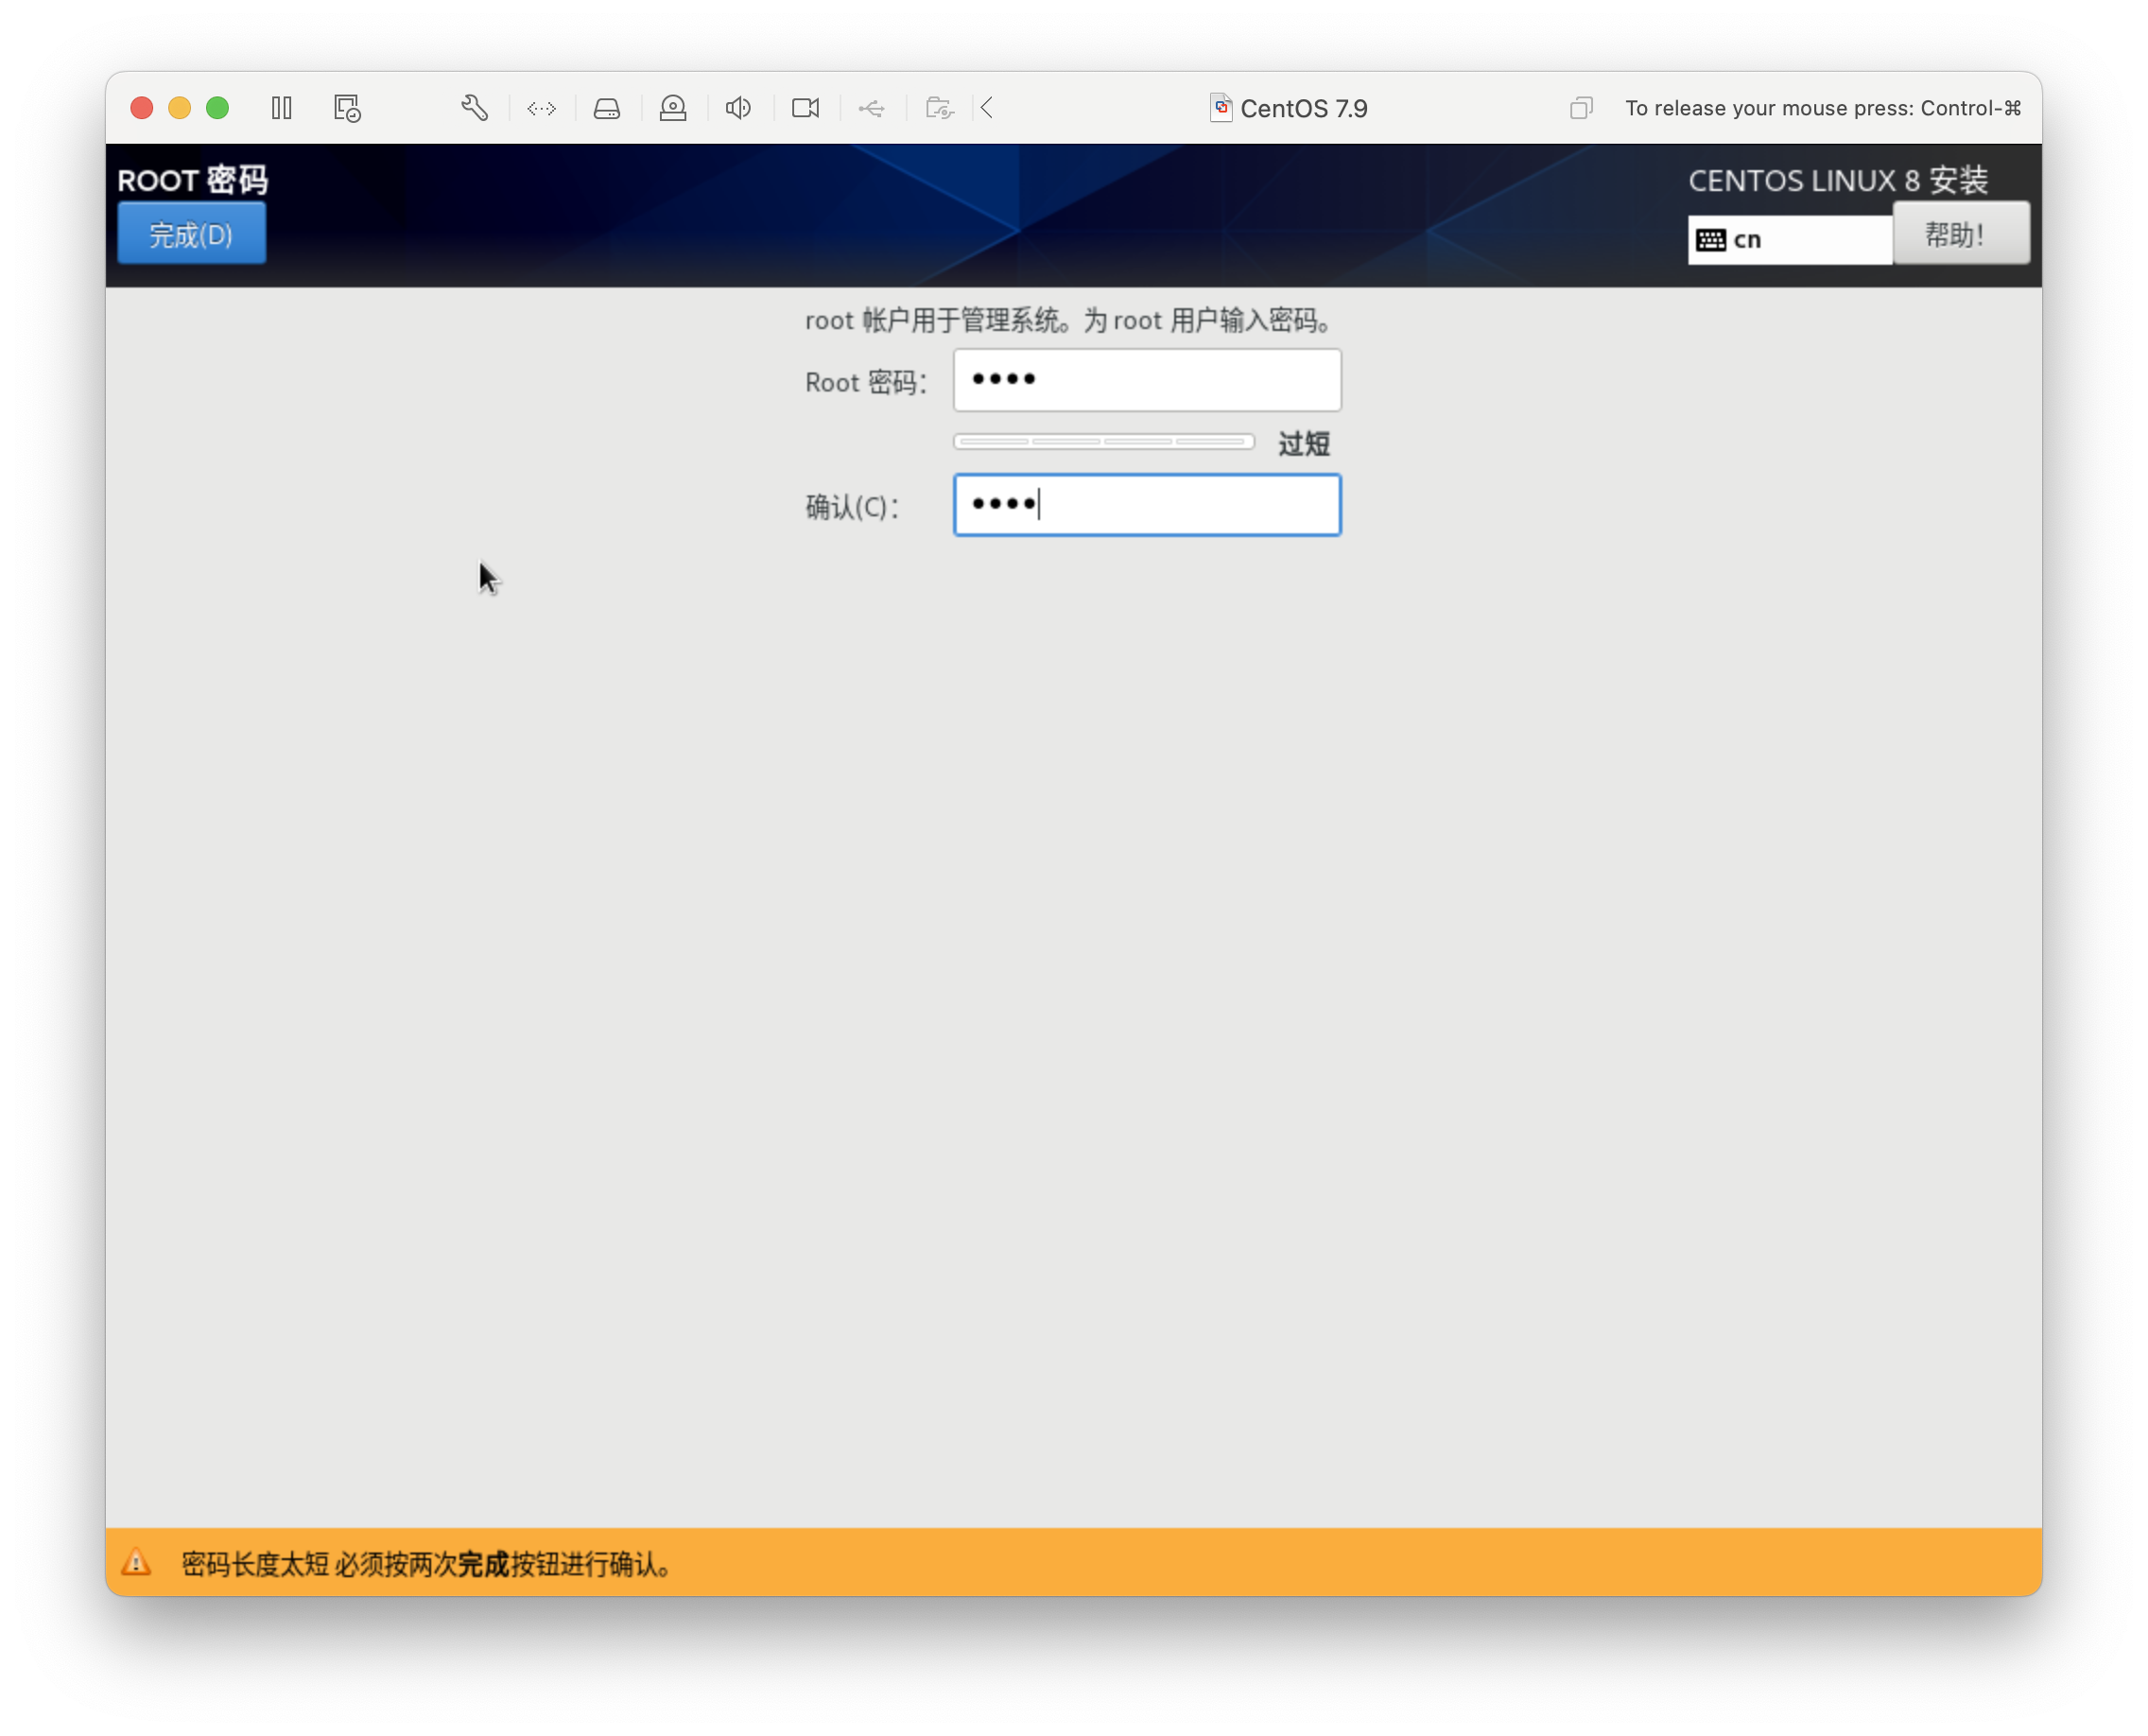 CentOS 7.9
To release your mouse press: Control-⌘
ROOT 密码
CENTOS LINUX 8 安装
完成(D)
cn
帮助!
root 帐户用于管理系统。为 root 用户输入密码。
Root 密码：
••••
过短
确认(C)：
••••
密码长度太短 必须按两次完成按钮进行确认。